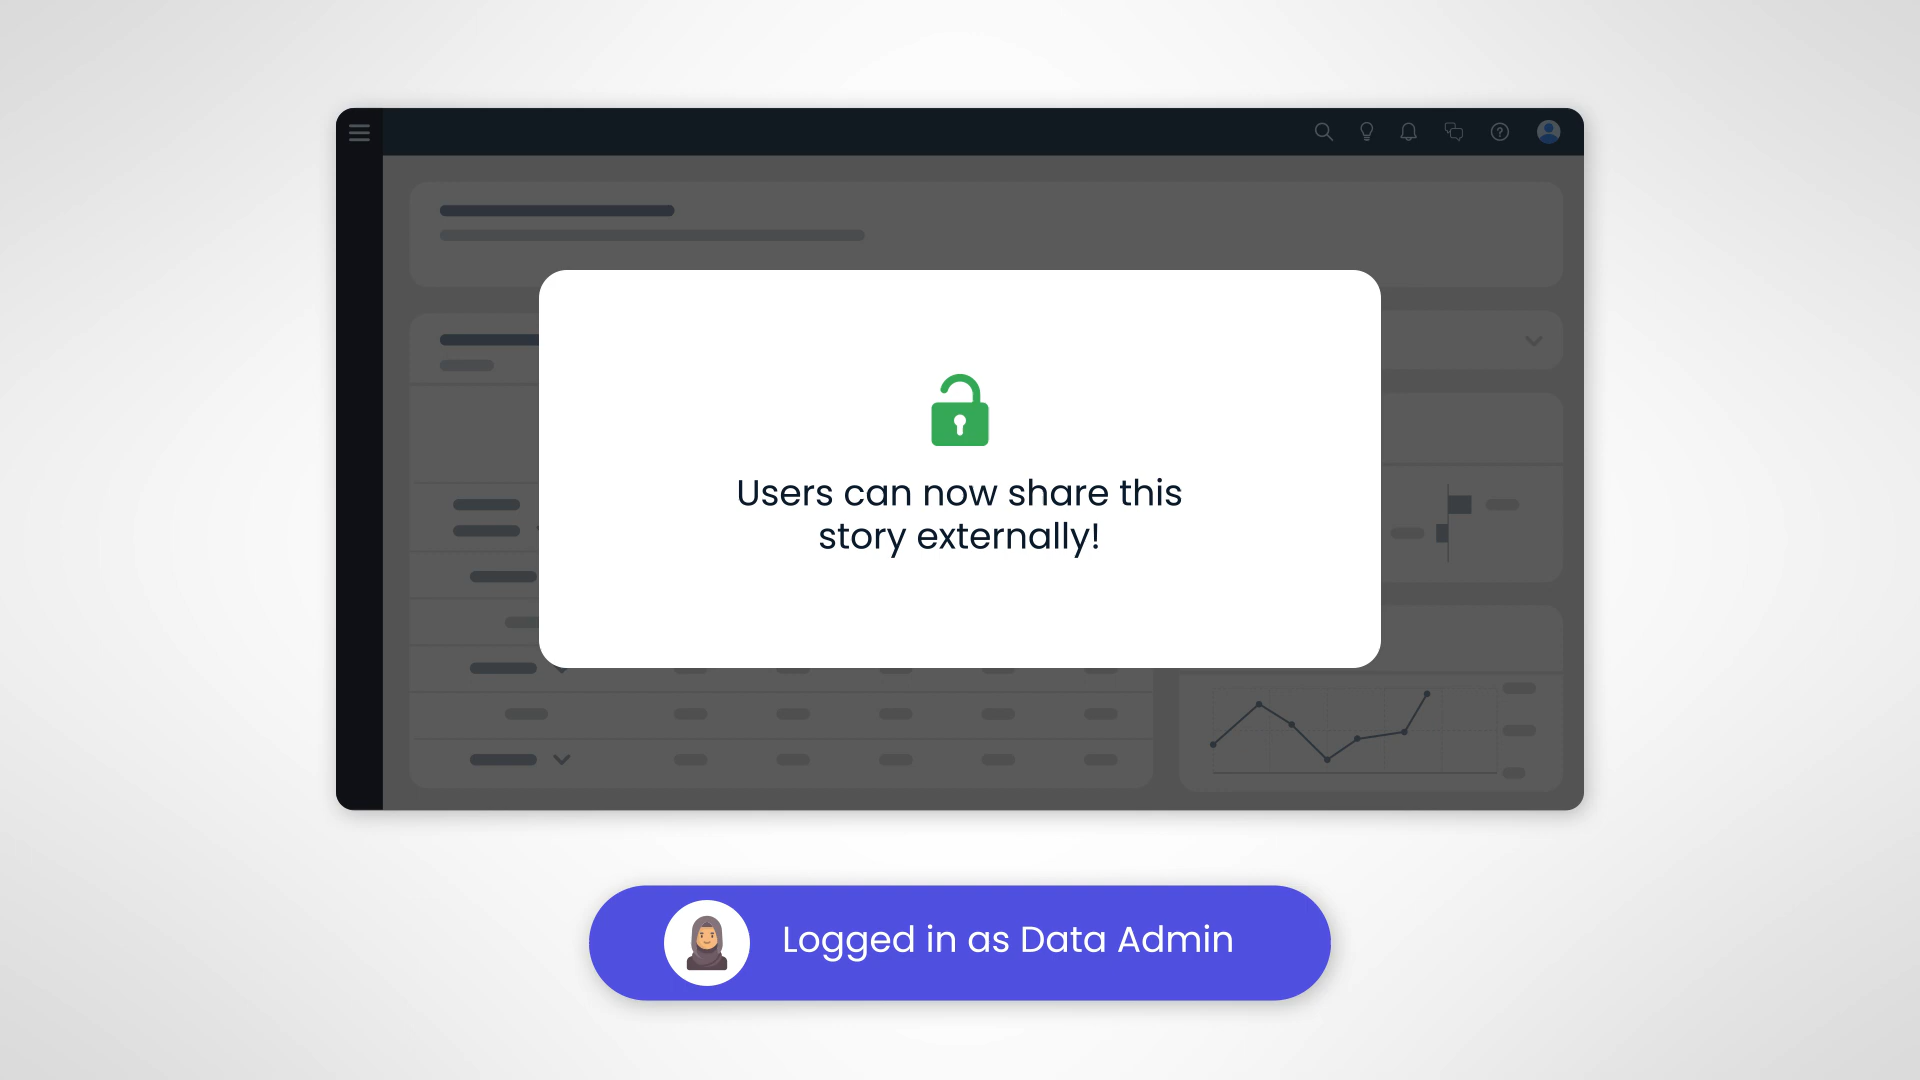 Users can now share this
story externally!
Logged in as Data Admin